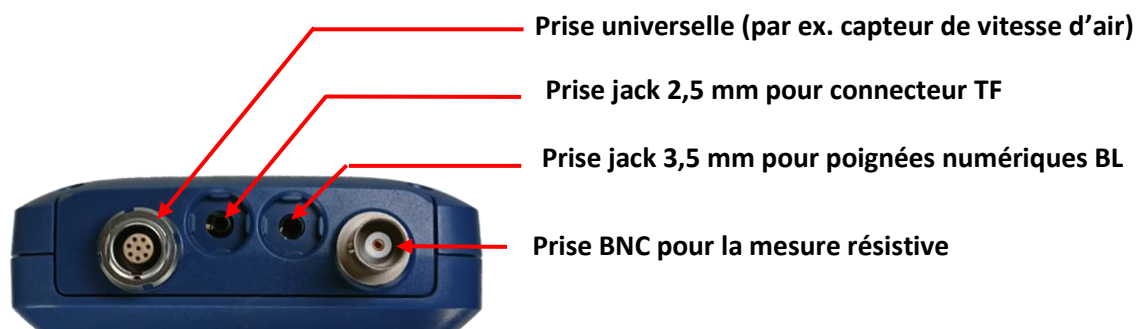 Prise universelle (par ex. capteur de vitesse d’air)
Prise jack 2,5 mm pour connecteur TF
Prise jack 3,5 mm pour poignées numériques BL
Prise BNC pour la mesure résistive